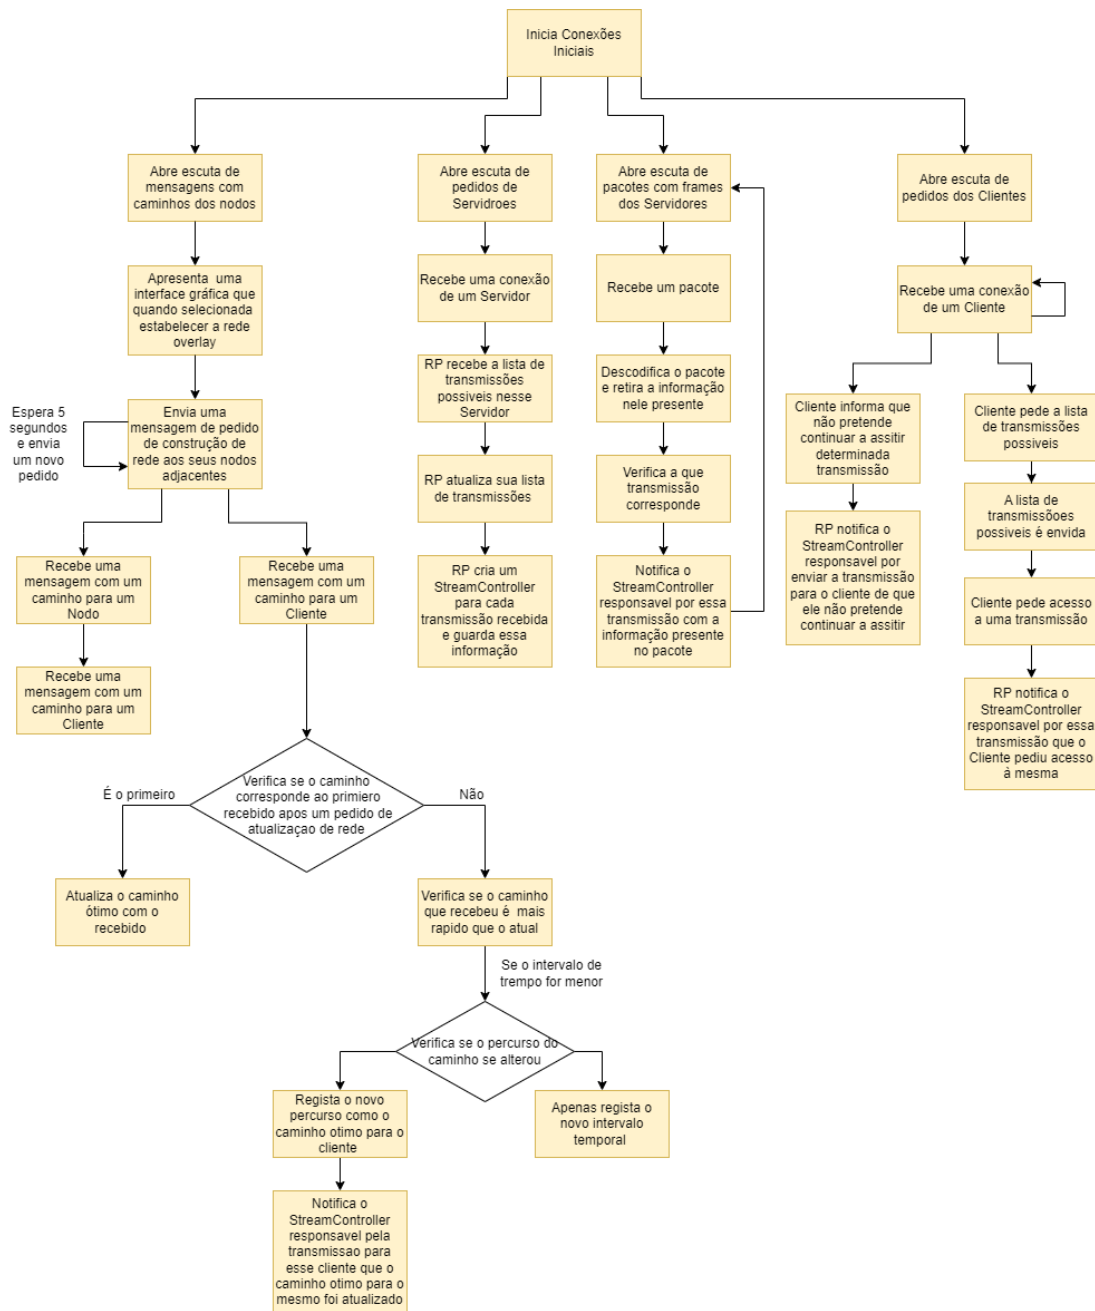 Inicia Conexões
Iniciais
Abre escuta de
mensagens com
caminhos dos nodos
Abre escuta de
pedidos de
Servidroes
Abre escuta de
pacotes com frames
dos Servidores
Abre escuta de
pedidos dos Clientes
Apresenta uma
interface gráfica que
quando selecionada
estabelecer a rede
overlay
Recebe uma conexão
de um Servidor
Recebe um pacote
Recebe uma conexão
de um Cliente
RP recebe a lista de
transmissões
possiveis nesse
Servidor
Descodifica o pacote
e retira a informação
nele presente
Espera 5
segundos
e envia
um novo
pedido
Envia uma
mensagem de pedido
de construção de
rede aos seus nodos
adjacentes
Cliente informa que
não pretende
continuar a assitir
determinada
transmissão
Cliente pede a lista
de transmissões
possiveis
RP atualiza sua lista
de transmissões
Verifica a que
transmissão
corresponde
A lista de
transmissõoes
possiveis é envida
RP notifica o
StreamController
responsavel por
enviar a transmissão
para o cliente de que
ele não pretende
continuar a assitir
Recebe uma
mensagem com um
caminho para um
Nodo
Recebe uma
mensagem com um
caminho para um
Cliente
RP cria um
StreamController
para cada
transmissão recebida
e guarda essa
informação
Notifica o
StreamController
responsavel por essa
transmissão com a
informação presente
no pacote
Cliente pede acesso
a uma transmissão
Recebe uma
mensagem com um
caminho para um
Cliente
RP notifica o
StreamController
responsavel por essa
transmissão que o
Cliente pediu acesso
à mesma
É o primeiro
Verifica se o caminho
corresponde ao primiero
recebido apos um pedido de
atualizaçao de rede
Não
Atualiza o caminho
ótimo com o
recebido
Verifica se o caminho
que recebeu é mais
rapido que o atual
Se o intervalo de
trempo for menor
Verifica se o percurso do
caminho se alterou
Regista o novo
percurso como o
caminho otimo para o
cliente
Apenas regista o
novo intervalo
temporal
Notifica o
StreamController
responsavel pela
transmissao para
esse cliente que o
caminho otimo para o
mesmo foi atualizado